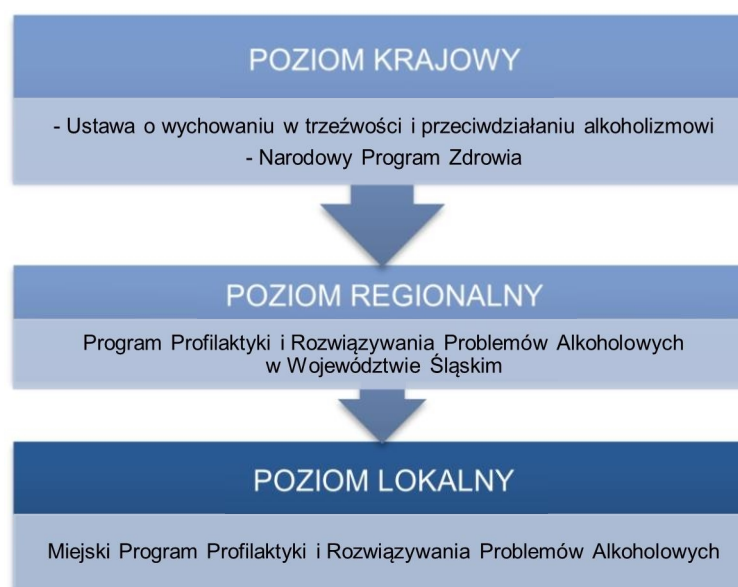 POZIOM KRAJOWY
- Ustawa o wychowaniu w trzeźwości i przeciwdziałaniu alkoholizmowi
- Narodowy Program Zdrowia
POZIOM REGIONALNY
Program Profilaktyki i Rozwiązywania Problemów Alkoholowych
w Województwie Śląskim
POZIOM LOKALNY
Miejski Program Profilaktyki i Rozwiązywania Problemów Alkoholowych